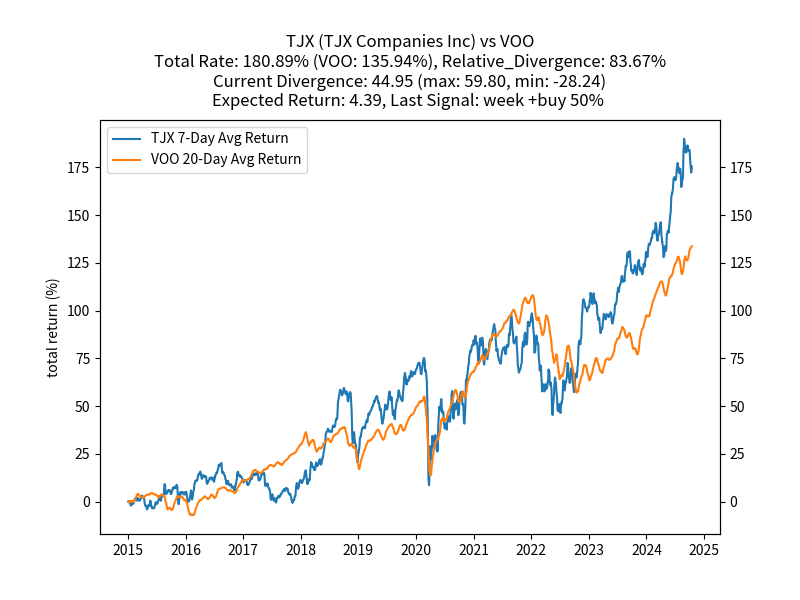 TJX (TJX Companies Inc) vs VOO
Total Rate: 180.89% (VOO: 135.94%), Relative_Divergence: 83.67%
Current Divergence: 44.95 (max: 59.80, min: -28.24)
Expected Return: 4.39, Last Signal: week +buy 50%
TJX 7-Day Avg Return
VOO 20-Day Avg Return
total return (%)
175
150
125
100
75
50
25
0
175
150
125
100
75
50
25
0
2015 2016 2017 2018 2019 2020 2021 2022 2023 2024 2025